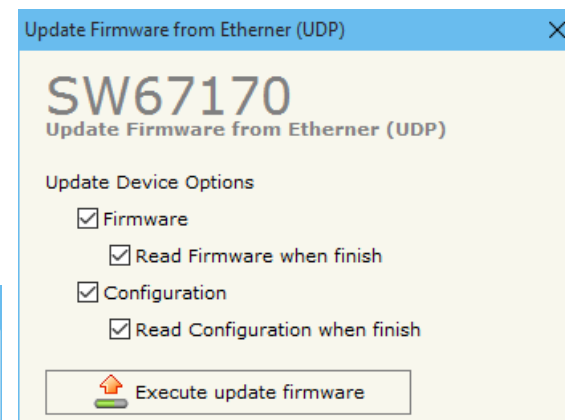 Update Firmware from Etherner (UDP)
SW67170
Update Firmware from Etherner (UDP)
Update Device Options
Firmware
Read Firmware when finish
Configuration
Read Configuration when finish
Execute update firmware